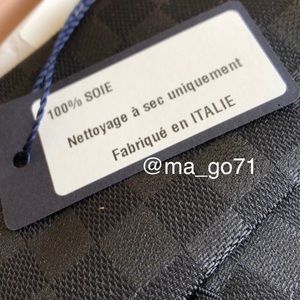 100% SOIE
Nettoyage à sec uniquement
Fabriqué en ITALIE
@ma_go71